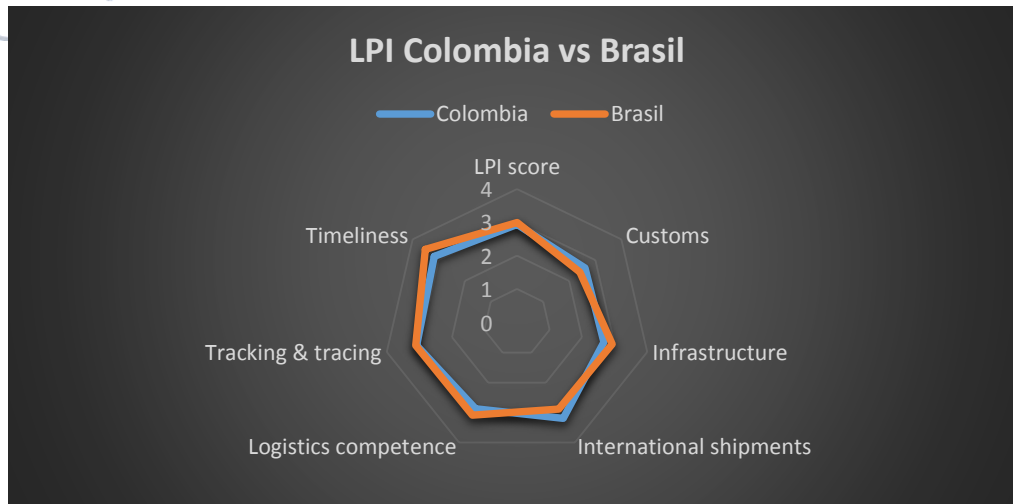 LPI Colombia vs Brasil
Colombia Brasil
LPI score
4
3
2
1
0
Customs
Infrastructure
International shipments
Logistics competence
Tracking & tracing
Timeliness